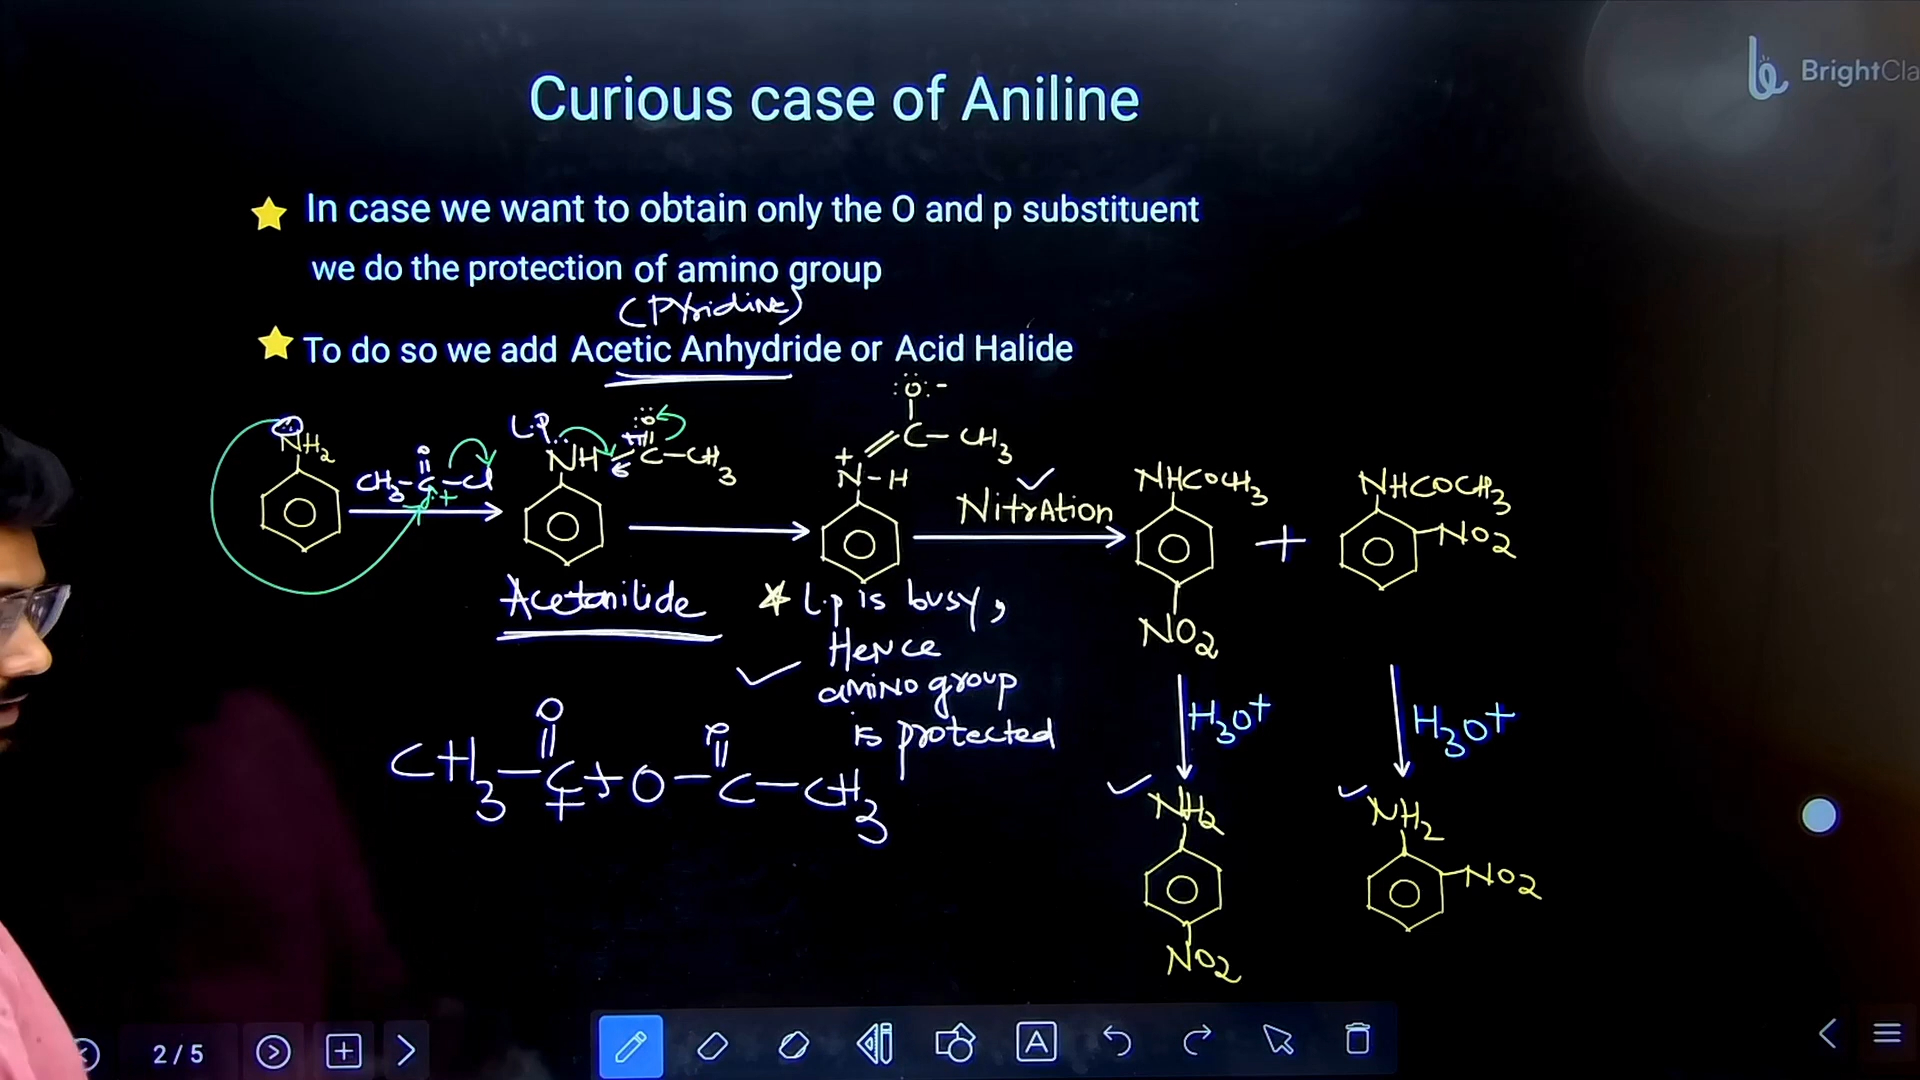 BrightCla
Curious case of Aniline
In case we want to obtain only the O and p substituent
we do the protection of amino group
(Pyridine)
To do so we add Acetic Anhydride or Acid Halide
:O: -
L.P
O
NH2
NH
C-CH3
C-CH3
O
CH3-C-Cl
+
N-H
Nitration
NHCOCH3
+
NHCOCH3
NO2
Acetanilide
L.p is busy,
Hence
amino group
is protected
NO2
H3O+
H3O+
O O
CH3-C+O-C-CH3
NH2
NH2
NO2
NO2
2 / 5
A